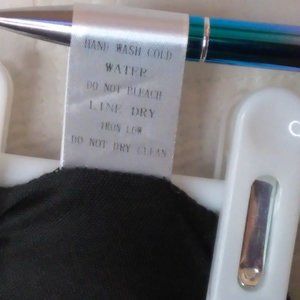 HAND WASH COLD
WATER
DO NOT BLEACH
LINE DRY
IRON LOW
DO NOT DRY CLEAN